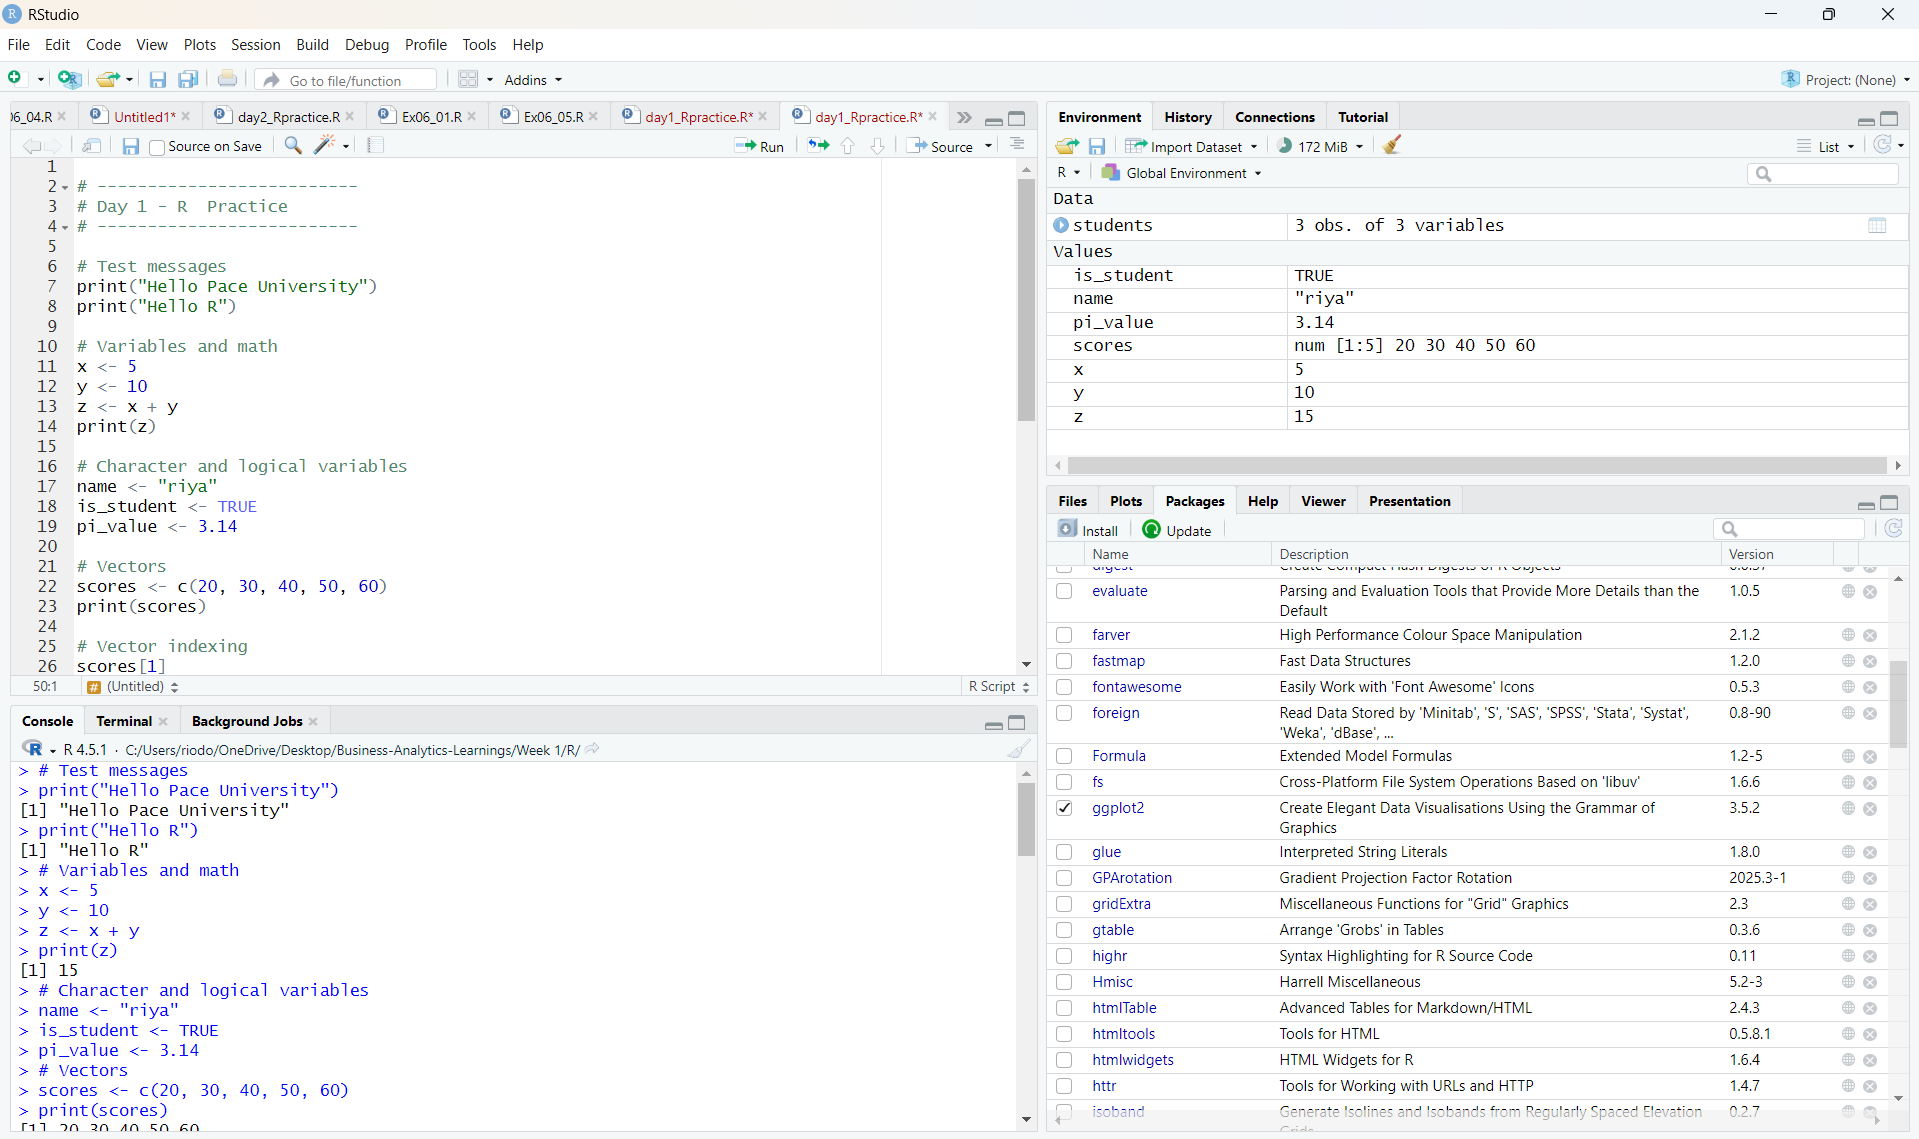 RStudio
File Edit Code View Plots Session Build Debug Profile Tools Help
Go to file/function Addins Project: (None)
06_04.R Untitled1* day2_Rpractice.R Ex06_01.R Ex06_05.R day1_Rpractice.R* day1_Rpractice.R*
Source on Save Run Source
1
2 # --------------------------
3 # Day 1 - R  Practice
4 # --------------------------
5
6 # Test messages
7 print("Hello Pace University")
8 print("Hello R")
9
10 # Variables and math
11 x <- 5
12 y <- 10
13 z <- x + y
14 print(z)
15
16 # Character and logical variables
17 name <- "riya"
18 is_student <- TRUE
19 pi_value <- 3.14
20
21 # Vectors
22 scores <- c(20, 30, 40, 50, 60)
23 print(scores)
24
25 # Vector indexing
26 scores[1]
50:1 # (Untitled) R Script
Console Terminal Background Jobs
R R 4.5.1 · C:/Users/riodo/OneDrive/Desktop/Business-Analytics-Learnings/Week 1/R/
> # Test messages
> print("Hello Pace University")
[1] "Hello Pace University"
> print("Hello R")
[1] "Hello R"
> # Variables and math
> x <- 5
> y <- 10
> z <- x + y
> print(z)
[1] 15
> # Character and logical variables
> name <- "riya"
> is_student <- TRUE
> pi_value <- 3.14
> # Vectors
> scores <- c(20, 30, 40, 50, 60)
> print(scores)
[1] 20 30 40 50 60
Environment History Connections Tutorial
Import Dataset 172 MiB List
R Global Environment
Data
students 3 obs. of 3 variables
Values
is_student TRUE
name "riya"
pi_value 3.14
scores num [1:5] 20 30 40 50 60
x 5
y 10
z 15
Files Plots Packages Help Viewer Presentation
Install Update
Name Description Version
digest Create Compact Hash Digests of R Objects 0.6.37
evaluate Parsing and Evaluation Tools that Provide More Details than the 1.0.5
Default
farver High Performance Colour Space Manipulation 2.1.2
fastmap Fast Data Structures 1.2.0
fontawesome Easily Work with 'Font Awesome' Icons 0.5.3
foreign Read Data Stored by 'Minitab', 'S', 'SAS', 'SPSS', 'Stata', 'Systat', 0.8-90
'Weka', 'dBase', ...
Formula Extended Model Formulas 1.2-5
fs Cross-Platform File System Operations Based on 'libuv' 1.6.6
ggplot2 Create Elegant Data Visualisations Using the Grammar of 3.5.2
Graphics
glue Interpreted String Literals 1.8.0
GPArotation Gradient Projection Factor Rotation 2025.3-1
gridExtra Miscellaneous Functions for "Grid" Graphics 2.3
gtable Arrange 'Grobs' in Tables 0.3.6
highr Syntax Highlighting for R Source Code 0.11
Hmisc Harrell Miscellaneous 5.2-3
htmlTable Advanced Tables for Markdown/HTML 2.4.3
htmltools Tools for HTML 0.5.8.1
htmlwidgets HTML Widgets for R 1.6.4
httr Tools for Working with URLs and HTTP 1.4.7
isoband Generate Isolines and Isobands from Regularly Spaced Elevation 0.2.7
Grids